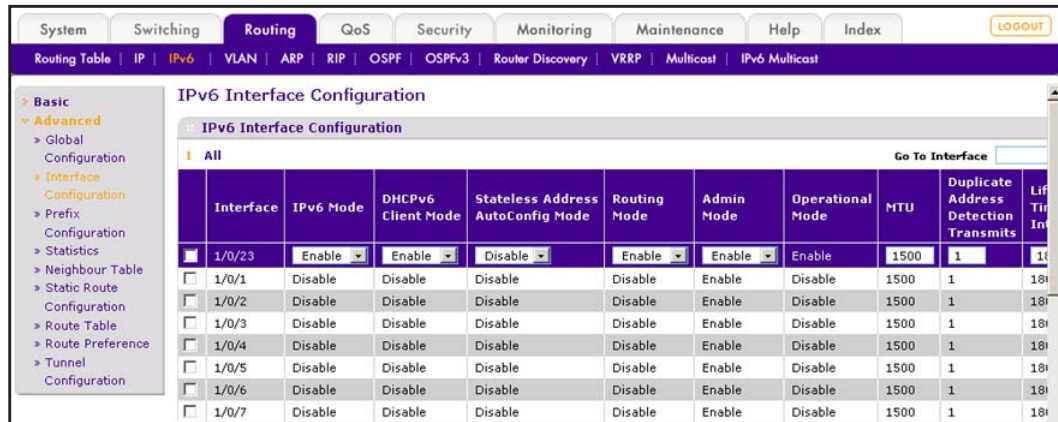 System Switching Routing QoS Security Monitoring Maintenance Help Index LOGOUT
Routing Table | IP | IPv6 | VLAN | ARP | RIP | OSPF | OSPFv3 | Router Discovery | VRRP | Multicast | IPv6 Multicast
Basic
Advanced
» Global
Configuration
» Interface
Configuration
» Prefix
Configuration
» Statistics
» Neighbour Table
» Static Route
Configuration
» Route Table
» Route Preference
» Tunnel
Configuration
IPv6 Interface Configuration
IPv6 Interface Configuration
1 All Go To Interface
Interface IPv6 Mode DHCPv6 Client Mode Stateless Address AutoConfig Mode Routing Mode Admin Mode Operational Mode MTU Duplicate Address Detection Transmits
1/0/23 Enable Enable Disable Enable Enable Enable 1500 1
1/0/1 Disable Disable Disable Disable Enable Disable 1500 1
1/0/2 Disable Disable Disable Disable Enable Disable 1500 1
1/0/3 Disable Disable Disable Disable Enable Disable 1500 1
1/0/4 Disable Disable Disable Disable Enable Disable 1500 1
1/0/5 Disable Disable Disable Disable Enable Disable 1500 1
1/0/6 Disable Disable Disable Disable Enable Disable 1500 1
1/0/7 Disable Disable Disable Disable Enable Disable 1500 1